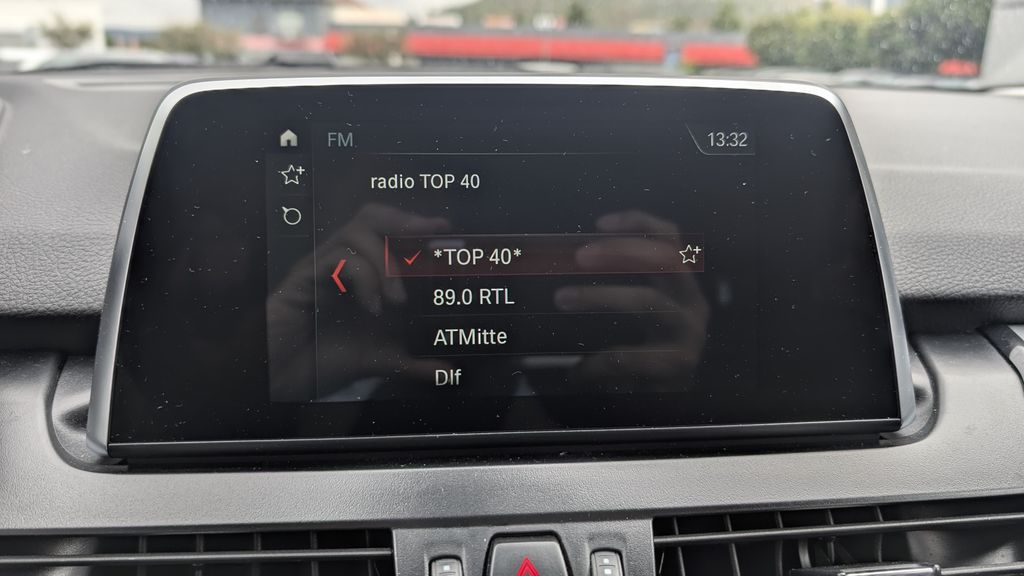 FM
13:32
radio TOP 40
*TOP 40*
89.0 RTL
ATMitte
Dlf